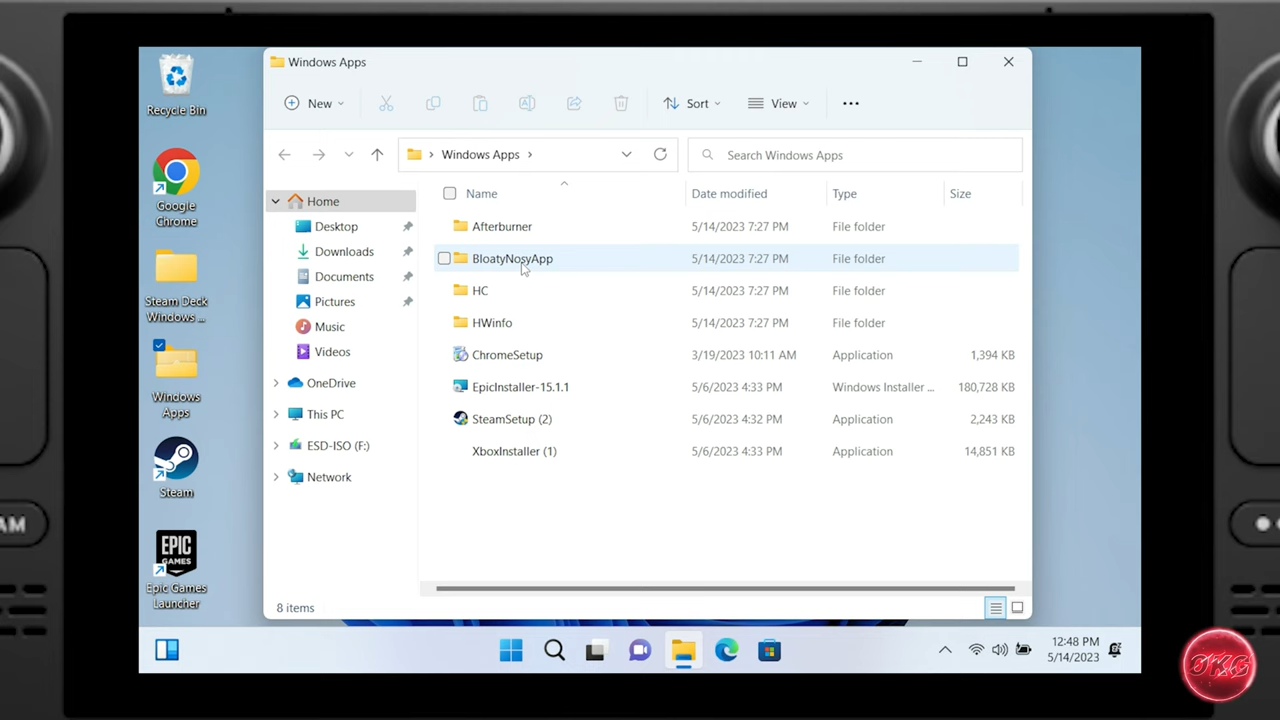 Windows Apps
Recycle Bin
Google
Chrome
Steam Deck
Windows ...
Windows
Apps
Steam
EPIC
GAMES
Epic Games
Launcher
New
Sort
View
Windows Apps
Search Windows Apps
Home
Desktop
Downloads
Documents
Pictures
Music
Videos
OneDrive
This PC
ESD-ISO (F:)
Network
Name Date modified Type Size
Afterburner 5/14/2023 7:27 PM File folder
BloatyNosyApp 5/14/2023 7:27 PM File folder
HC 5/14/2023 7:27 PM File folder
HWinfo 5/14/2023 7:27 PM File folder
ChromeSetup 3/19/2023 10:11 AM Application 1,394 KB
EpicInstaller-15.1.1 5/6/2023 4:33 PM Windows Installer ... 180,728 KB
SteamSetup (2) 5/6/2023 4:32 PM Application 2,243 KB
XboxInstaller (1) 5/6/2023 4:33 PM Application 14,851 KB
8 items
12:48 PM
5/14/2023
AM
OKC